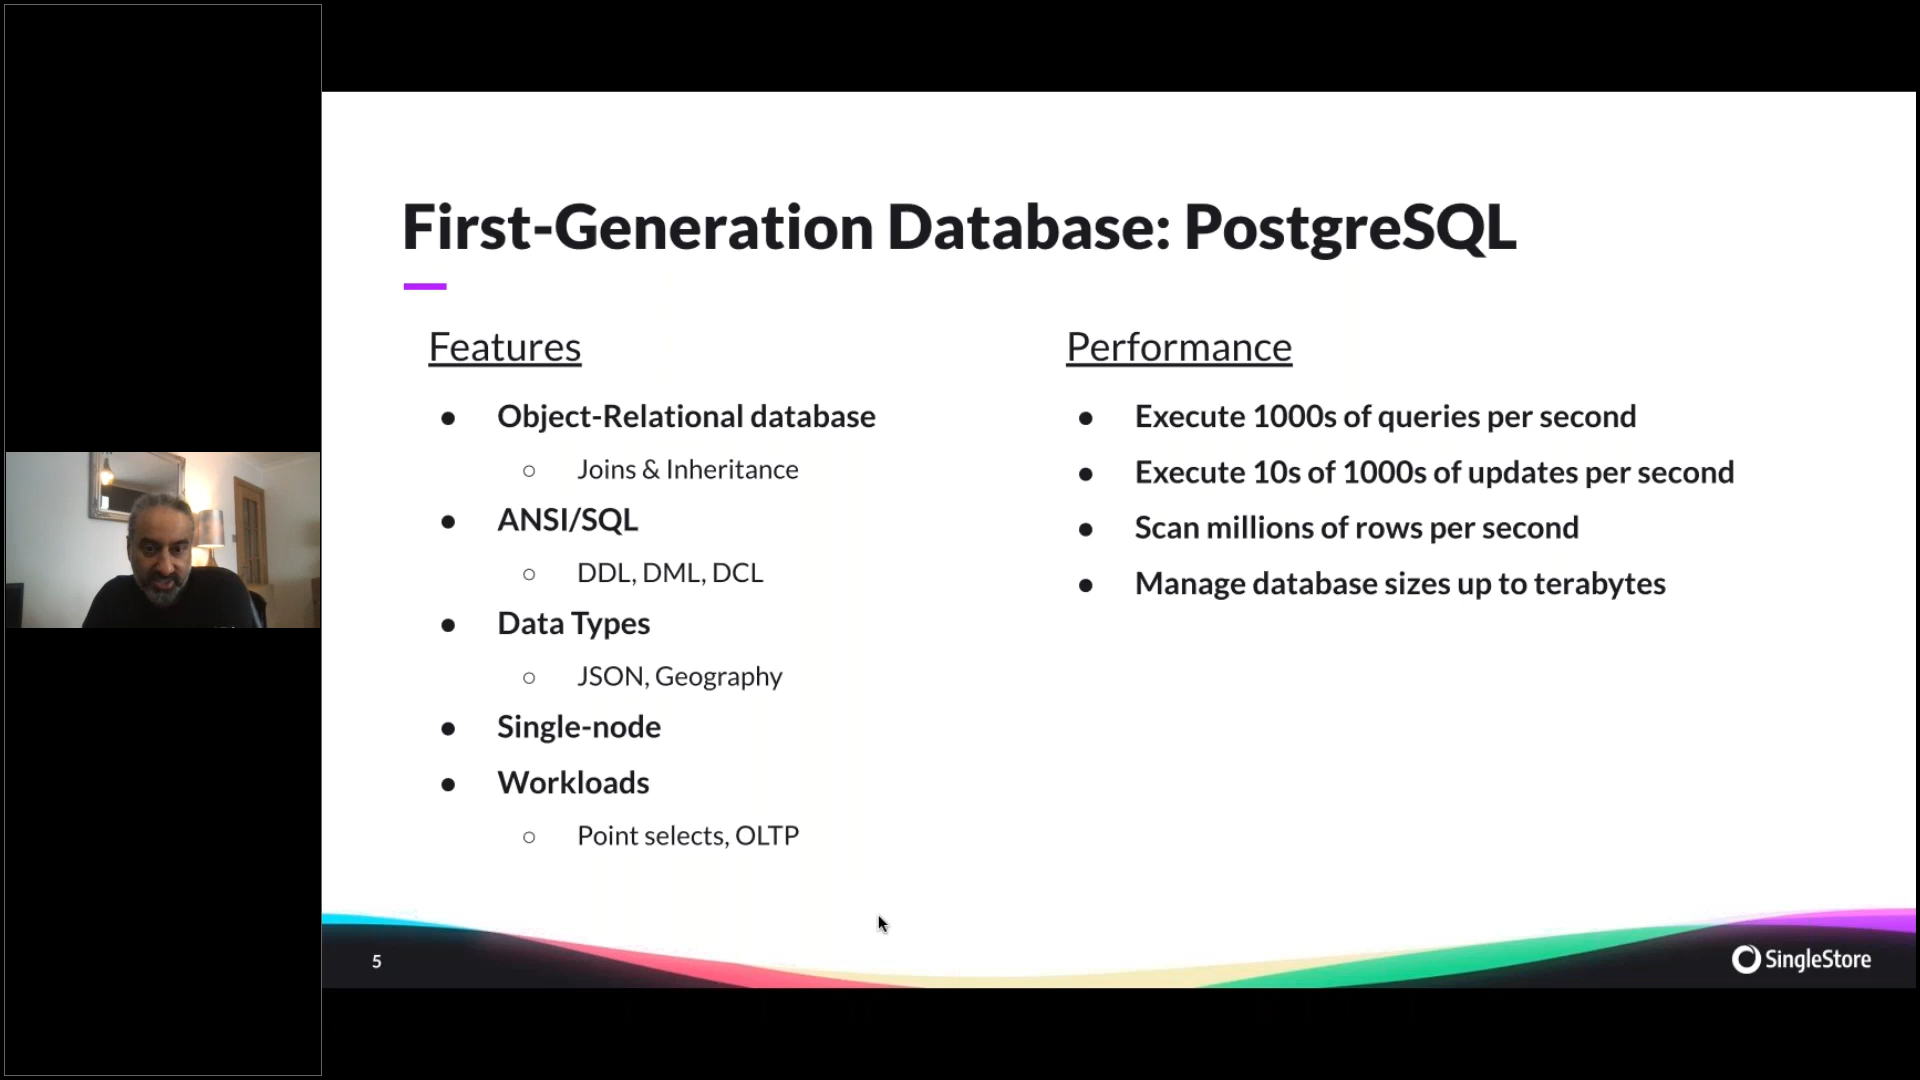 First-Generation Database: PostgreSQL
Features
● Object-Relational database
○ Joins & Inheritance
● ANSI/SQL
○ DDL, DML, DCL
● Data Types
○ JSON, Geography
● Single-node
● Workloads
○ Point selects, OLTP
Performance
● Execute 1000s of queries per second
● Execute 10s of 1000s of updates per second
● Scan millions of rows per second
● Manage database sizes up to terabytes
5
SingleStore